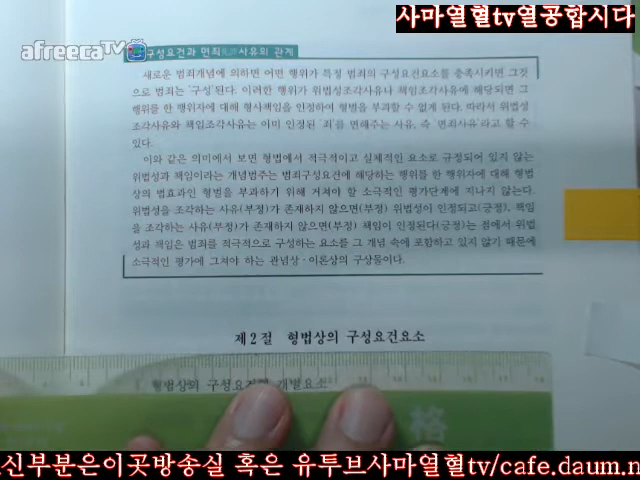 사마열혈tv열공합시다
afreecaTV
구성요건과 면죄 사유의 관계
새로운 범죄개념에 의하면 어떤 행위가 특정 범죄의 구성요건요소를 충족시키면 그것
으로 범죄는 '구성'된다. 이러한 행위가 위법성조각사유나 책임조각사유에 해당되면 그
행위를 한 행위자에 대해 형사책임을 인정하여 형벌을 부과할 수 없게 된다. 따라서 위법성
조각사유와 책임조각사유는 이미 인정된 '죄'를 면해주는 사유, 즉 '면죄사유'라고 할 수
있다.
이와 같은 의미에서 보면 형법에서 적극적이고 실체적인 요소로 규정되어 있지 않는
위법성과 책임이라는 개념범주는 범죄구성요건에 해당하는 행위를 한 행위자에 대해 형법
상의 법효과인 형벌을 부과하기 위해 거쳐야 할 소극적인 평가단계에 지나지 않는다.
위법성을 조각하는 사유(부정)가 존재하지 않으면(부정) 위법성이 인정되고(긍정), 책임
을 조각하는 사유(부정)가 존재하지 않으면(부정) 책임이 인정된다(긍정)는 점에서 위법
성과 책임은 범죄를 적극적으로 구성하는 요소를 그 개념 속에 포함하고 있지 않기 때문에
소극적인 평가에 그쳐야 하는 관념상·이론상의 구상물이다.
제2절 형법상의 구성요건요소
형법상의 구성요건의 개별요소
格
신부분은이곳방송실 혹은 유투브사마열혈tv/cafe.daum.n